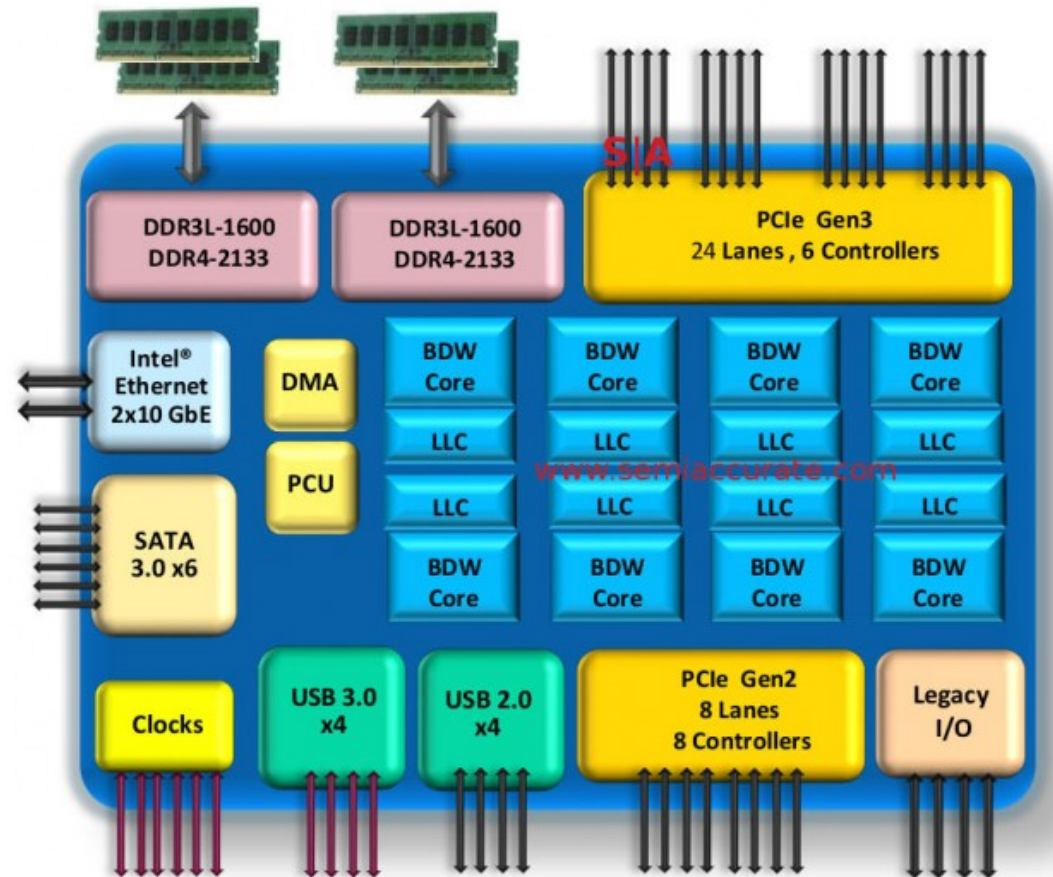 S|A
DDR3L-1600
DDR4-2133
DDR3L-1600
DDR4-2133
PCIe Gen3
24 Lanes , 6 Controllers
Intel®
Ethernet
2x10 GbE
DMA
PCU
BDW
Core
BDW
Core
BDW
Core
BDW
Core
LLC
LLC
LLC
LLC
www.semiaccurate.com
LLC
LLC
LLC
LLC
BDW
Core
BDW
Core
BDW
Core
BDW
Core
SATA
3.0 x6
Clocks
USB 3.0
x4
USB 2.0
x4
PCIe Gen2
8 Lanes
8 Controllers
Legacy
I/O